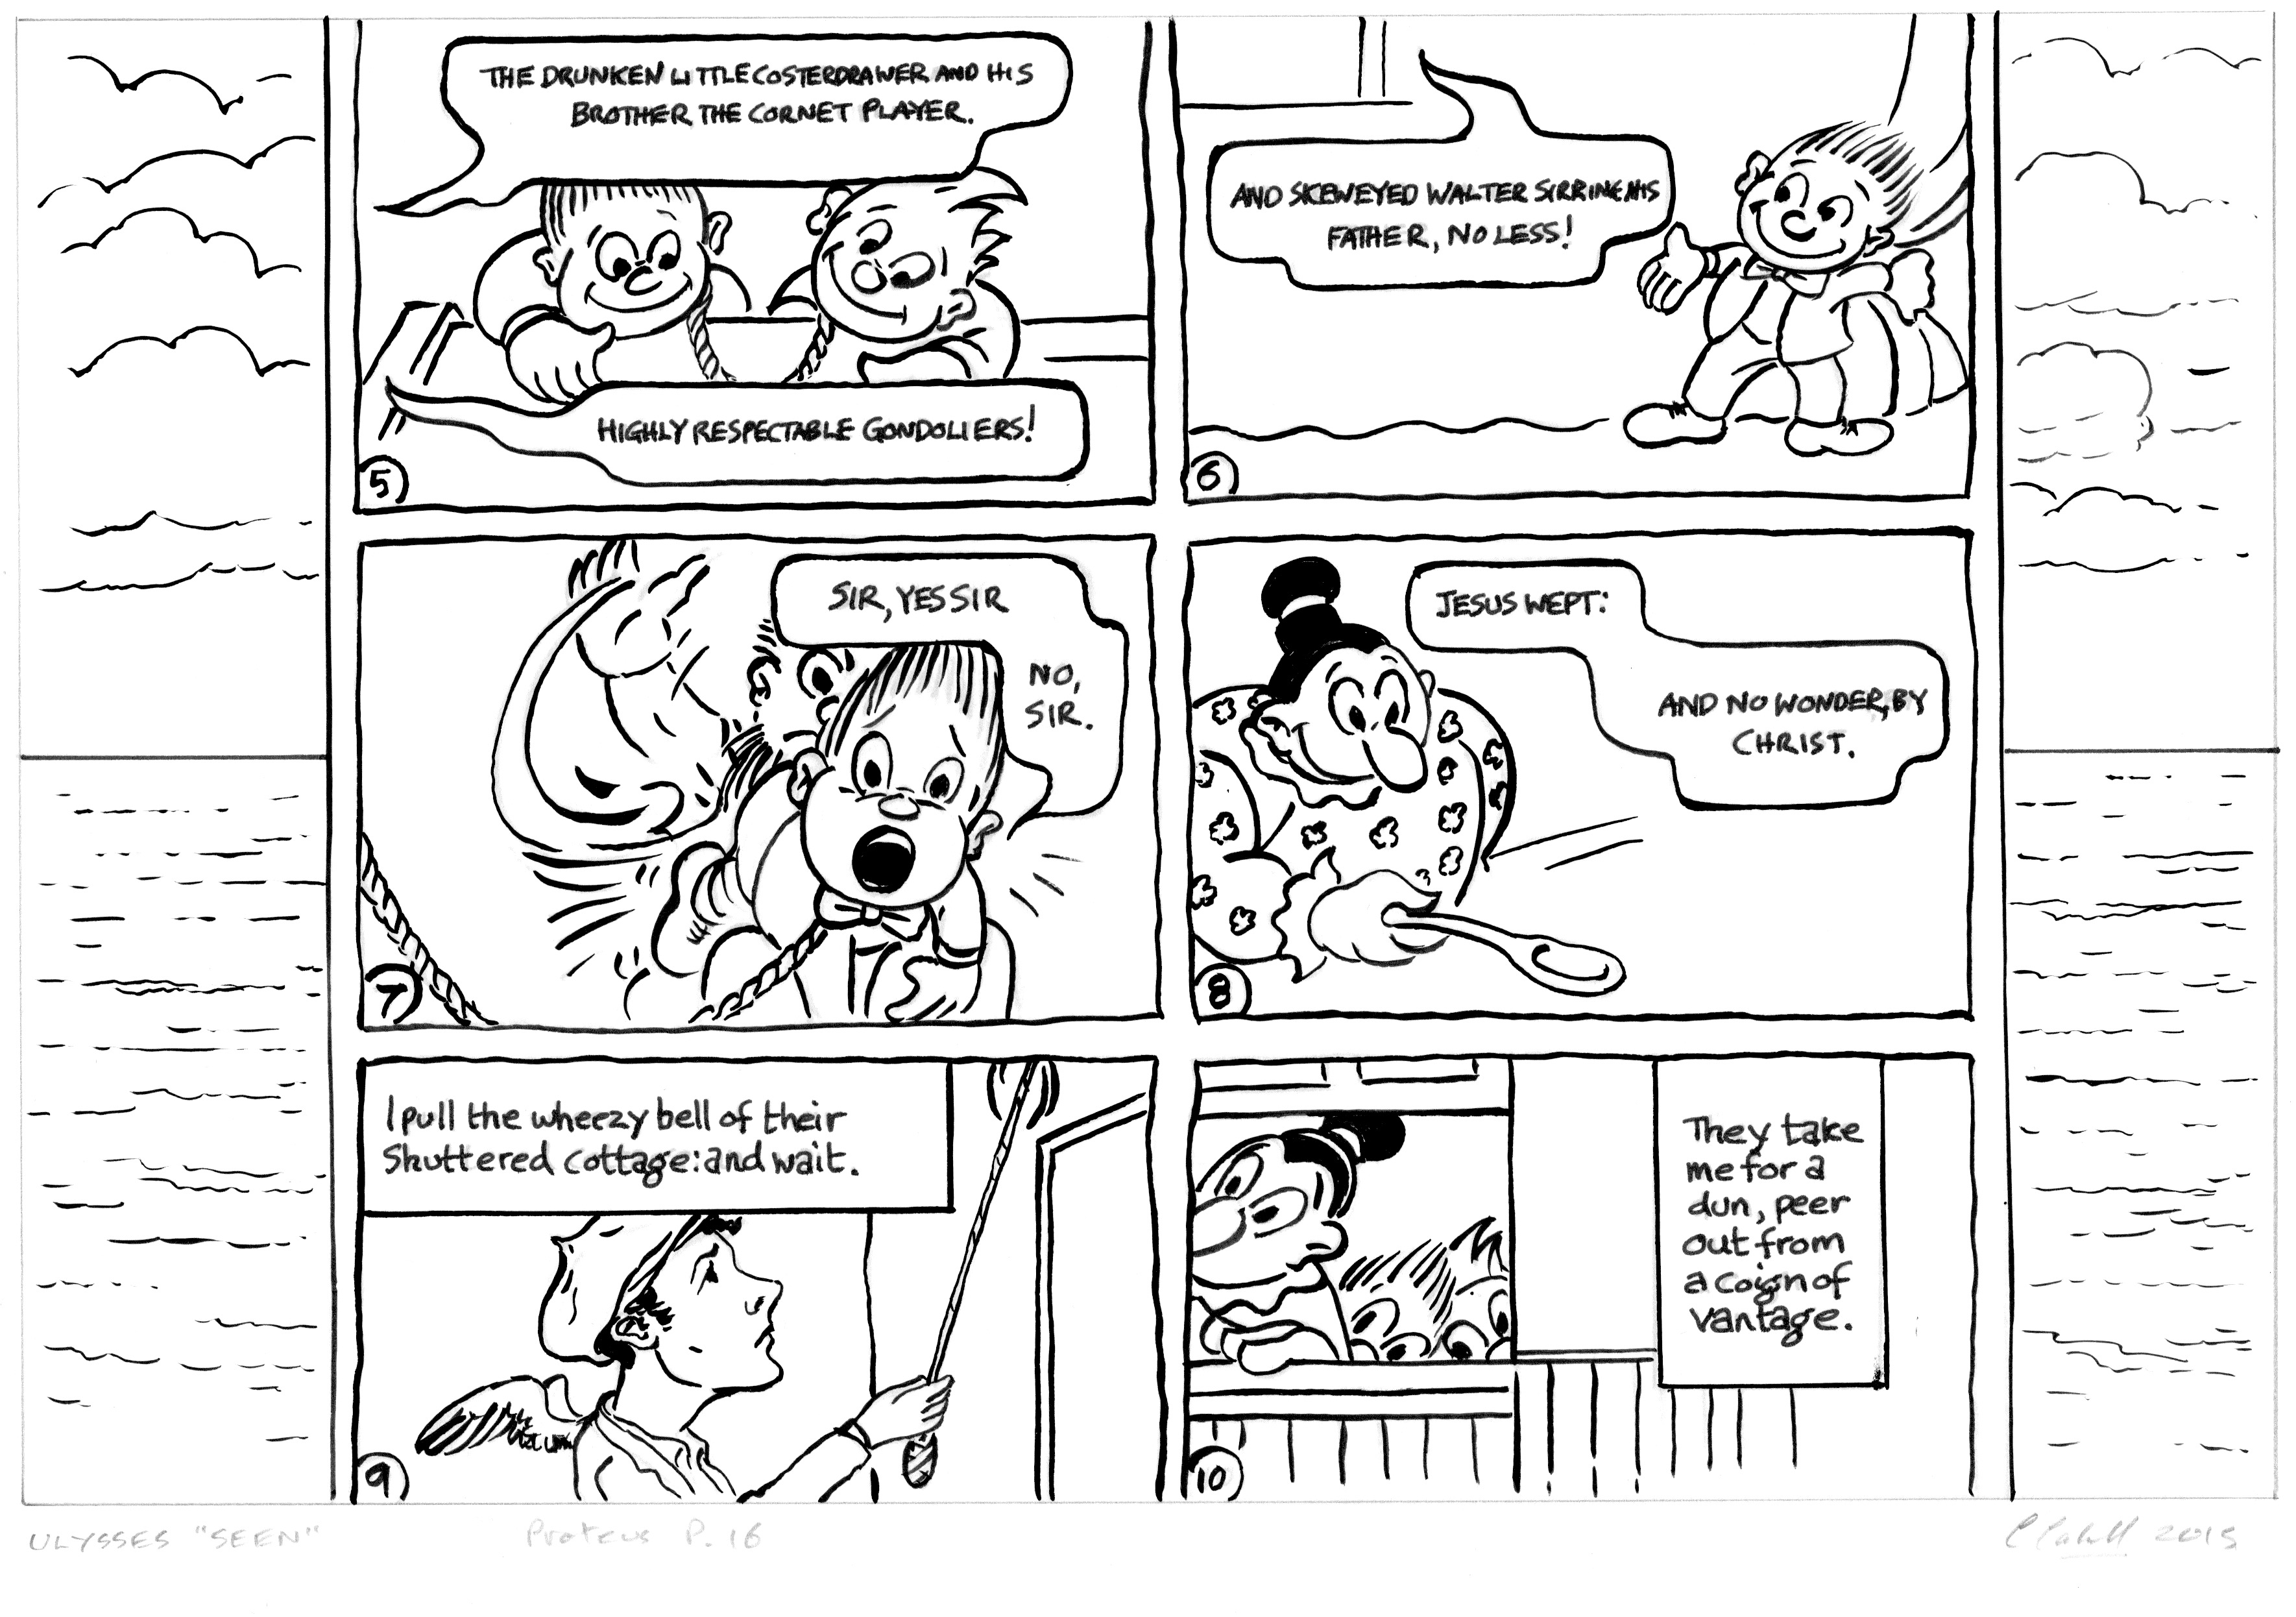 THE DRUNKEN LITTLE COSTERDRAWER AND HIS
BROTHER THE CORNET PLAYER.
HIGHLY RESPECTABLE GONDOLIERS!
5
AND SKEWEYED WALTER SIRRING HIS
FATHER, NO LESS!
6
SIR, YES SIR
NO,
SIR.
7
JESUS WEPT:
AND NO WONDER, BY
CHRIST.
8
I pull the wheezy bell of their
Shuttered cottage: and wait.
9
They take
me for a
dun, peer
out from
a coign of
vantage.
10
ULYSSES "SEEN"
Proteus P. 16
2015